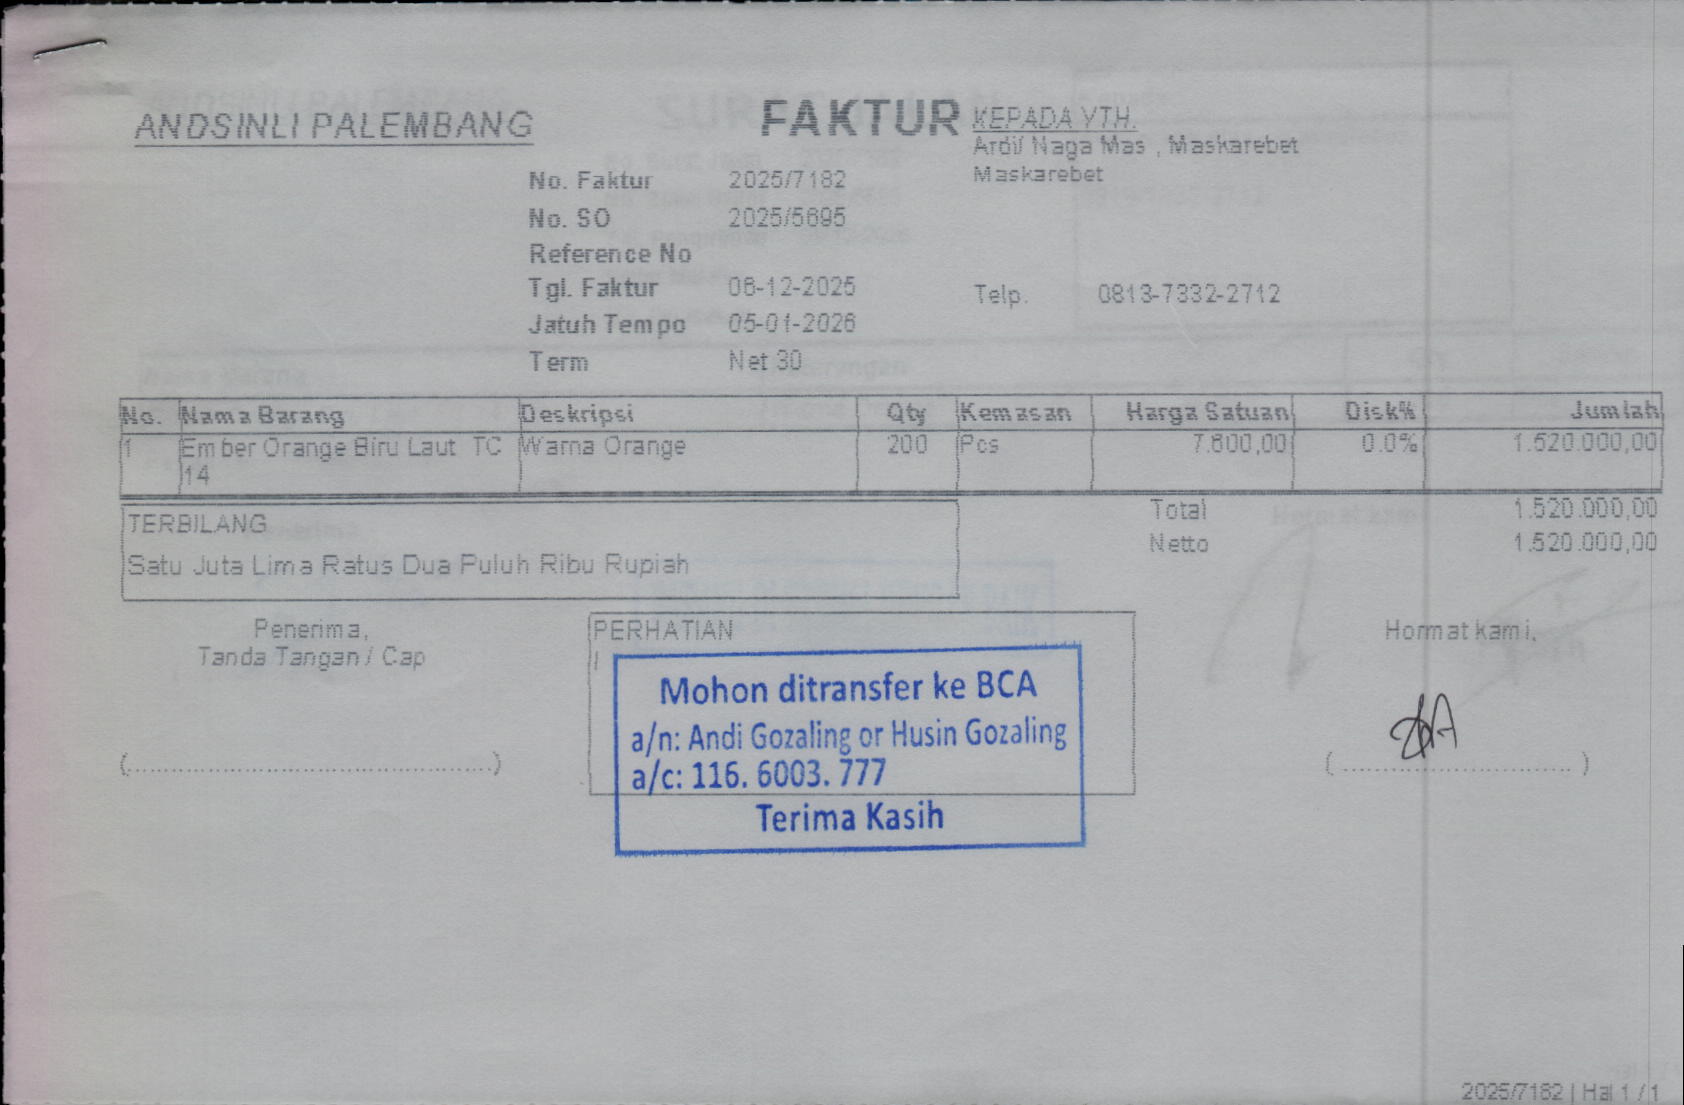 ANDSINLI PALEMBANG
FAKTUR
KEPADA YTH.
Ardi/ Naga Mas , Maskarebet
Maskarebet
No. Faktur 2025/7182
No. SO 2025/5695
Reference No
Tgl. Faktur 06-12-2025
Jatuh Tempo 05-01-2026
Term Net 30
Telp. 0813-7332-2712
No. Nama Barang Deskripsi Qty Kemasan Harga Satuan Disk% Jumlah
1 Ember Orange Biru Laut TC Warna Orange 200 Pcs 7.600,00 0.0% 1.520.000,00
14
Total 1.520.000,00
Netto 1.520.000,00
TERBILANG
Satu Juta Lima Ratus Dua Puluh Ribu Rupiah
Penerima,
Tanda Tangan / Cap
PERHATIAN
Mohon ditransfer ke BCA
a/n: Andi Gozaling or Husin Gozaling
a/c: 116. 6003. 777
Terima Kasih
Hormat kami,
(..................................................)
( ................................ )
2025/7182 | Hal 1 / 1